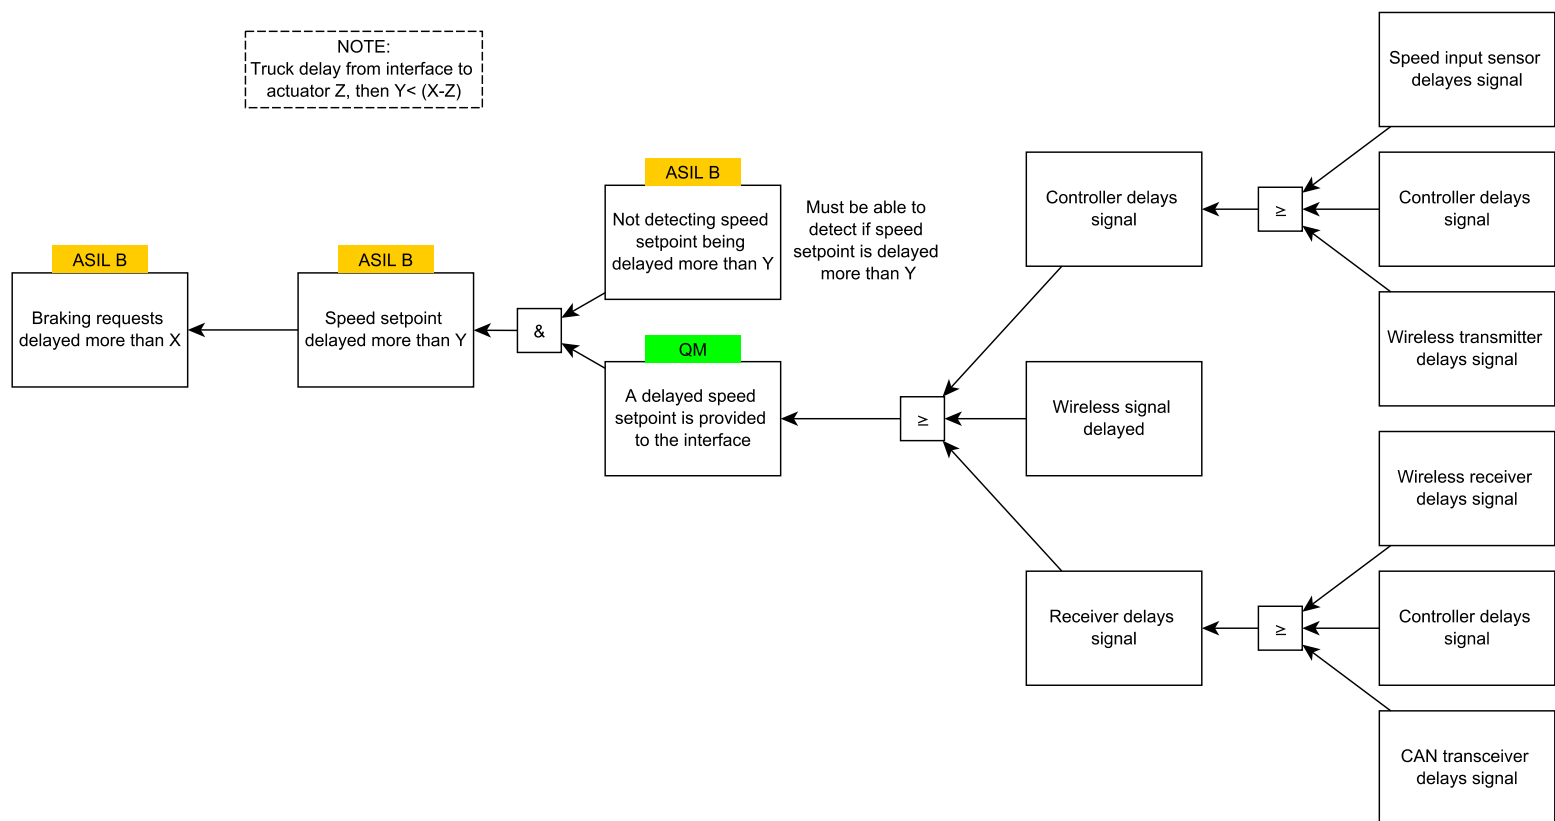 NOTE:
Truck delay from interface to
actuator Z, then Y< (X-Z)
ASIL B
Braking requests
delayed more than X
ASIL B
Speed setpoint
delayed more than Y
&
ASIL B
Not detecting speed
setpoint being
delayed more than Y
Must be able to
detect if speed
setpoint is delayed
more than Y
QM
A delayed speed
setpoint is provided
to the interface
≥
Controller delays
signal
Wireless signal
delayed
Receiver delays
signal
≥
Speed input sensor
delayes signal
Controller delays
signal
Wireless transmitter
delays signal
≥
Wireless receiver
delays signal
Controller delays
signal
CAN transceiver
delays signal